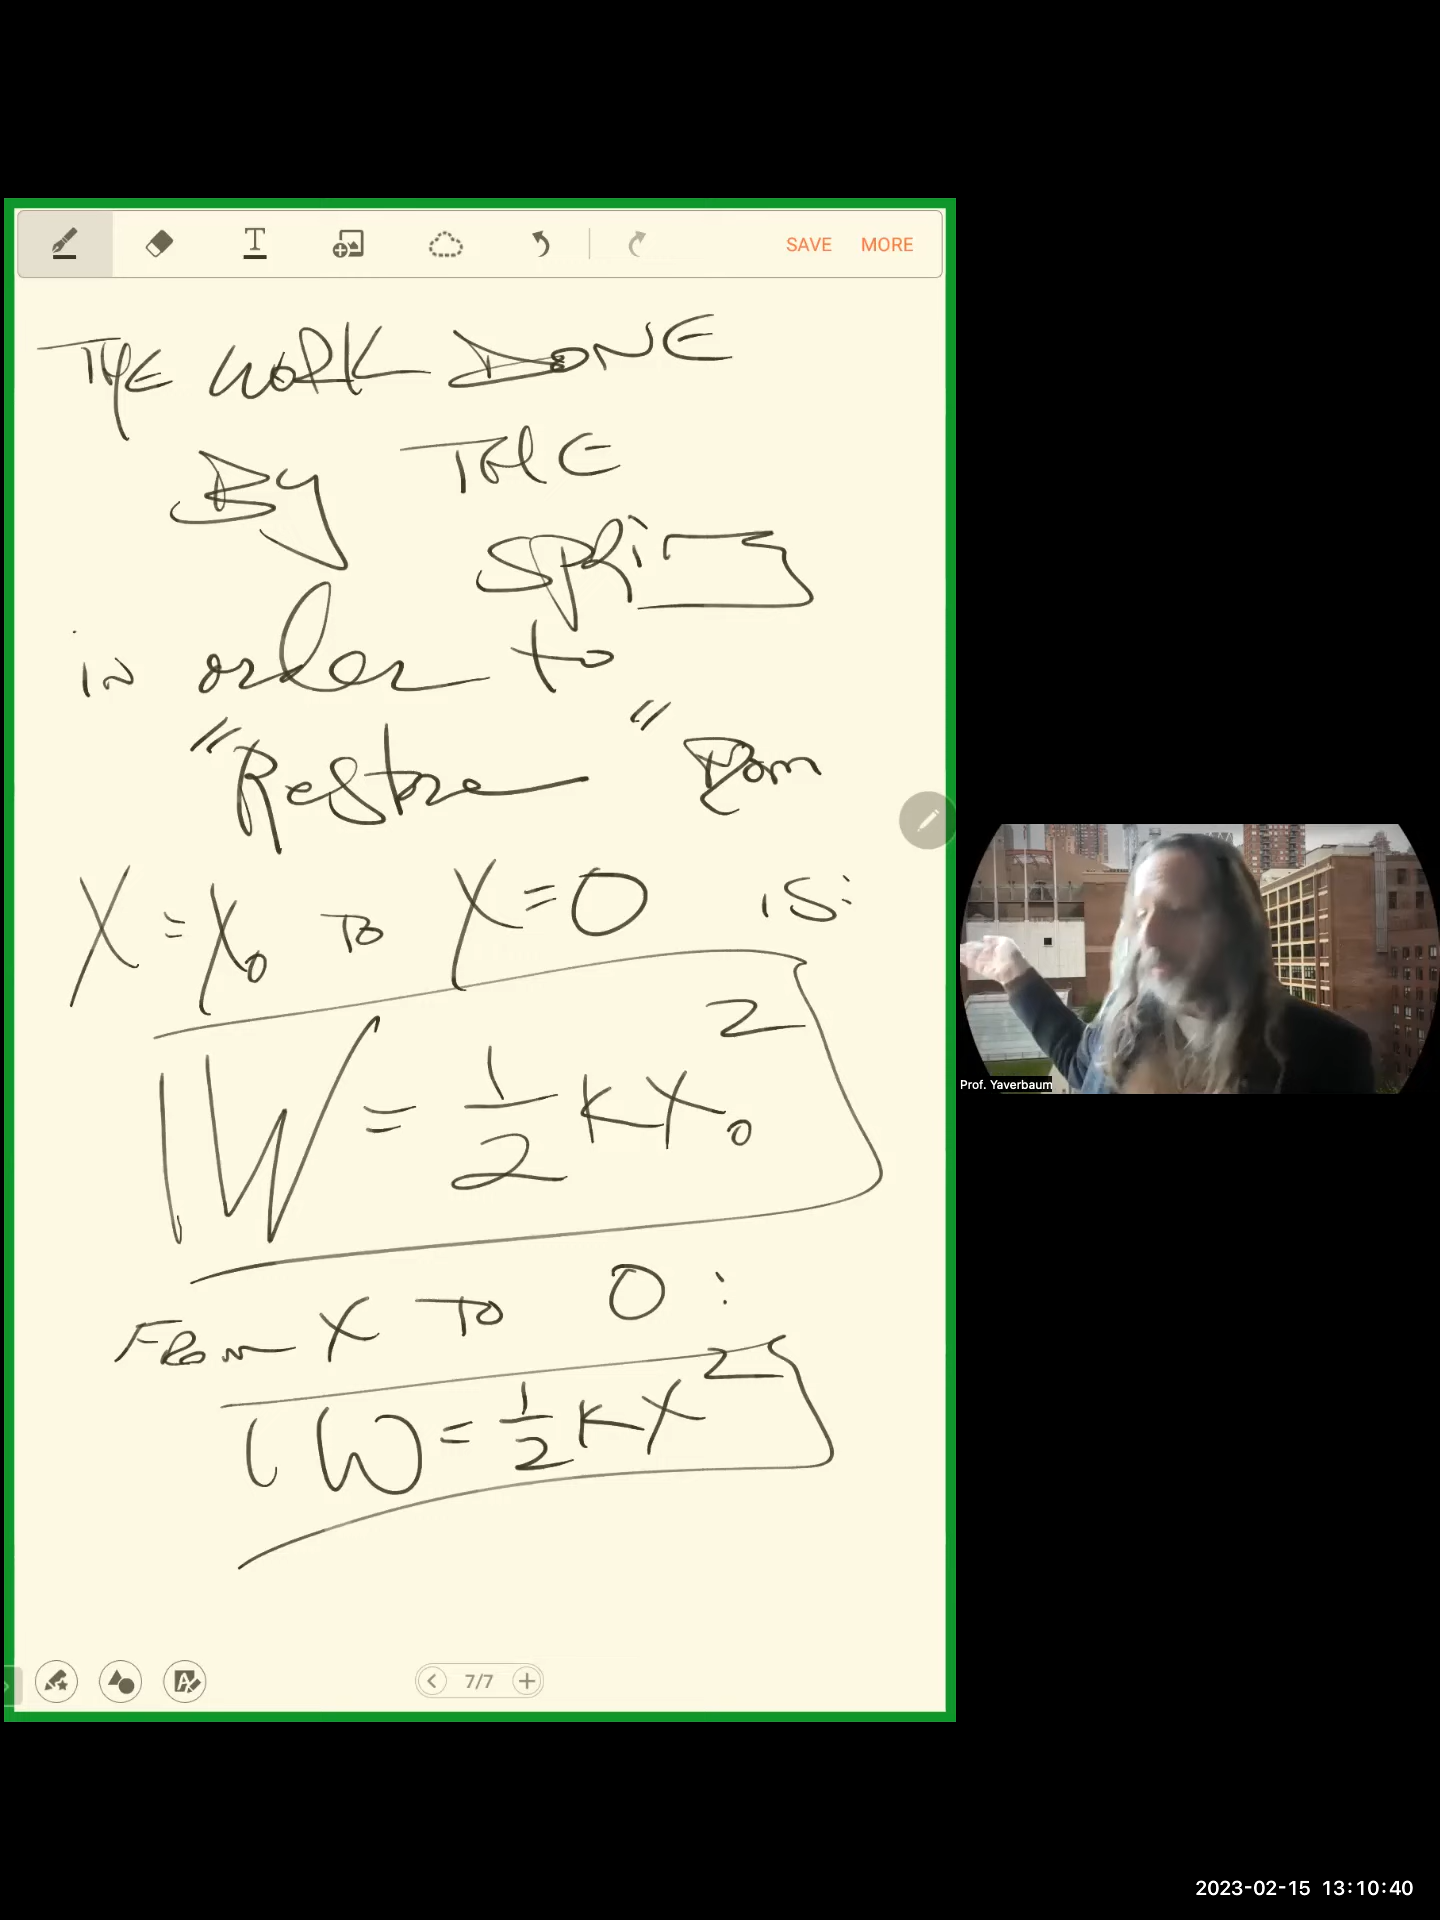 T
SAVE MORE
THE WORK DONE
By THE
spring
in order to
"Restore" from
X = X₀ TO X = 0 is:
W = 1/2 K X₀²
From X TO 0 :
W = 1/2 K X²
Prof. Yaverbaum
A
7/7
2023-02-15 13:10:40